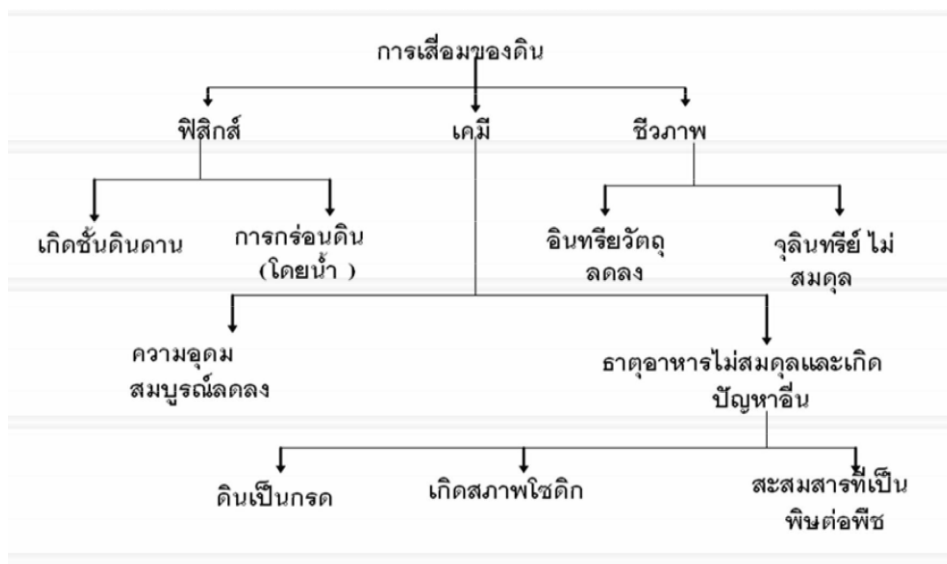 การเสื่อมของดิน
ฟิสิกส์
เคมี
ชีวภาพ
เกิดชั้นดินดาน
การกร่อนดิน
(โดยน้ำ )
อินทรียวัตถุ
ลดลง
จุลินทรีย์ ไม่
สมดุล
ความอุดม
สมบูรณ์ลดลง
ธาตุอาหารไม่สมดุลและเกิด
ปัญหาอื่น
ดินเป็นกรด
เกิดสภาพโซดิก
สะสมสารที่เป็น
พิษต่อพืช